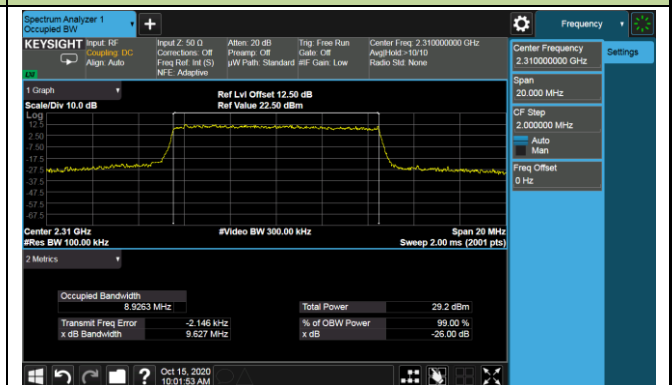 Spectrum Analyzer 1
Occupied BW
+
Frequency
KEYSIGHT
Input: RF
Coupling: DC
Align: Auto
Input Z: 50 Ω
Corrections: Off
Freq Ref: Int (S)
NFE: Adaptive
Atten: 20 dB
Preamp: Off
µW Path: Standard
Trig: Free Run
Gate: Off
#IF Gain: Low
Center Freq: 2.310000000 GHz
Avg|Hold:>10/10
Radio Std: None
Center Frequency
2.310000000 GHz
Settings
Span
20.000 MHz
CF Step
2.000000 MHz
Auto
Man
Freq Offset
0 Hz
1 Graph
Scale/Div 10.0 dB
Ref Lvl Offset 12.50 dB
Ref Value 22.50 dBm
Log
12.5
2.50
-7.50
-17.5
-27.5
-37.5
-47.5
-57.5
-67.5
Center 2.31 GHz
#Video BW 300.00 kHz
Span 20 MHz
#Res BW 100.00 kHz
Sweep 2.00 ms (2001 pts)
2 Metrics
Occupied Bandwidth
8.9263 MHz
Total Power
29.2 dBm
Transmit Freq Error
-2.146 kHz
% of OBW Power
99.00 %
x dB Bandwidth
9.627 MHz
x dB
-26.00 dB
?
Oct 15, 2020
10:01:53 AM